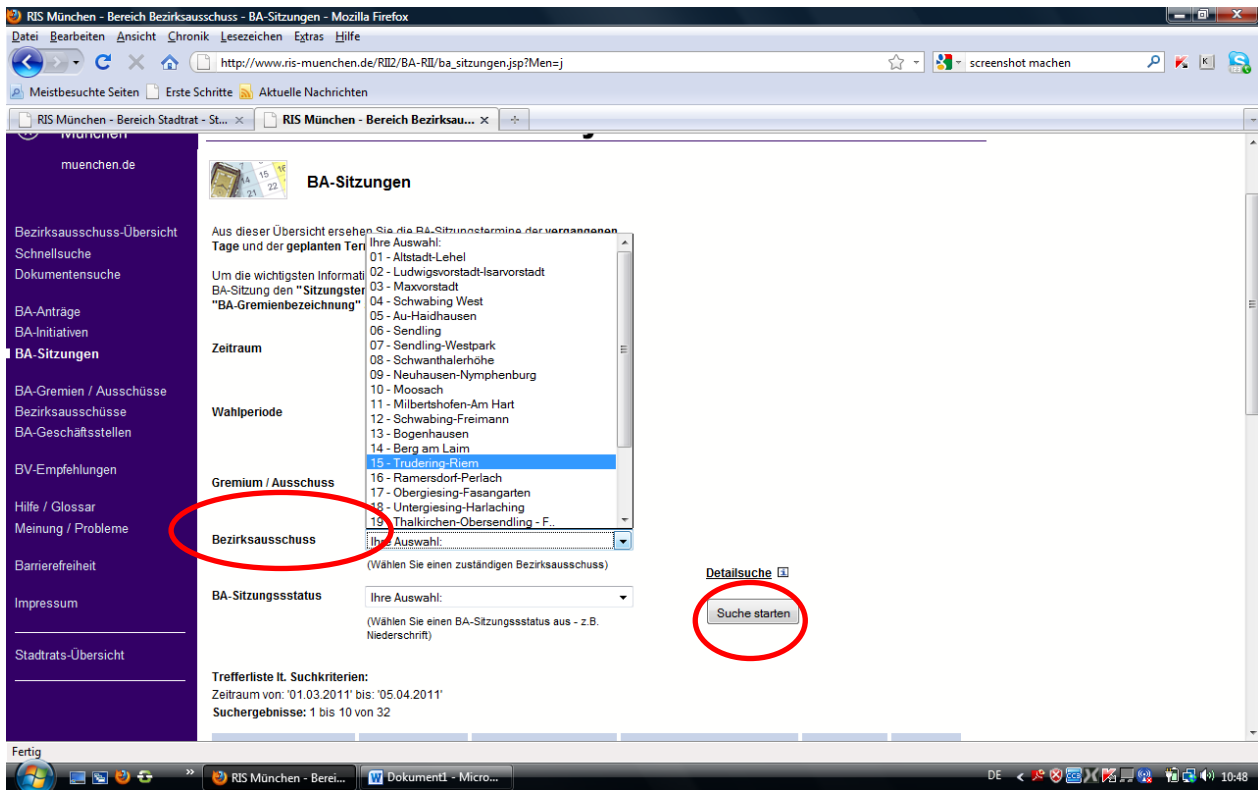 RIS München - Bereich Bezirksausschuss - BA-Sitzungen - Mozilla Firefox
Datei Bearbeiten Ansicht Chronik Lesezeichen Extras Hilfe
http://www.ris-muenchen.de/RII2/BA-RII/ba_sitzungen.jsp?Men=j
screenshot machen
Meistbesuchte Seiten Erste Schritte Aktuelle Nachrichten
RIS München - Bereich Stadtrat - St...
RIS München - Bereich Bezirksau...
München
muenchen.de
Bezirksausschuss-Übersicht
Schnellsuche
Dokumentensuche
BA-Anträge
BA-Initiativen
BA-Sitzungen
BA-Gremien / Ausschüsse
Bezirksausschüsse
BA-Geschäftsstellen
BV-Empfehlungen
Hilfe / Glossar
Meinung / Probleme
Barrierefreiheit
Impressum
Stadtrats-Übersicht
BA-Sitzungen
Aus dieser Übersicht ersehen Sie die BA-Sitzungstermine der vergangenen
Tage und der geplanten Ter
Um die wichtigsten Informati
BA-Sitzung den "Sitzungster
"BA-Gremienbezeichnung"
Zeitraum
Wahlperiode
Gremium / Ausschuss
Ihre Auswahl:
01 - Altstadt-Lehel
02 - Ludwigsvorstadt-Isarvorstadt
03 - Maxvorstadt
04 - Schwabing West
05 - Au-Haidhausen
06 - Sendling
07 - Sendling-Westpark
08 - Schwanthalerhöhe
09 - Neuhausen-Nymphenburg
10 - Moosach
11 - Milbertshofen-Am Hart
12 - Schwabing-Freimann
13 - Bogenhausen
14 - Berg am Laim
15 - Trudering-Riem
16 - Ramersdorf-Perlach
17 - Obergiesing-Fasangarten
18 - Untergiesing-Harlaching
19 - Thalkirchen-Obersendling - F..
Bezirksausschuss
Ihre Auswahl:
(Wählen Sie einen zuständigen Bezirksausschuss)
BA-Sitzungssstatus
Ihre Auswahl:
(Wählen Sie einen BA-Sitzungssstatus aus - z.B.
Niederschrift)
Detailsuche
Suche starten
Trefferliste lt. Suchkriterien:
Zeitraum von: '01.03.2011' bis: '05.04.2011'
Suchergebnisse: 1 bis 10 von 32
Fertig
RIS München - Berei...
Dokument1 - Micro...
DE
10:48